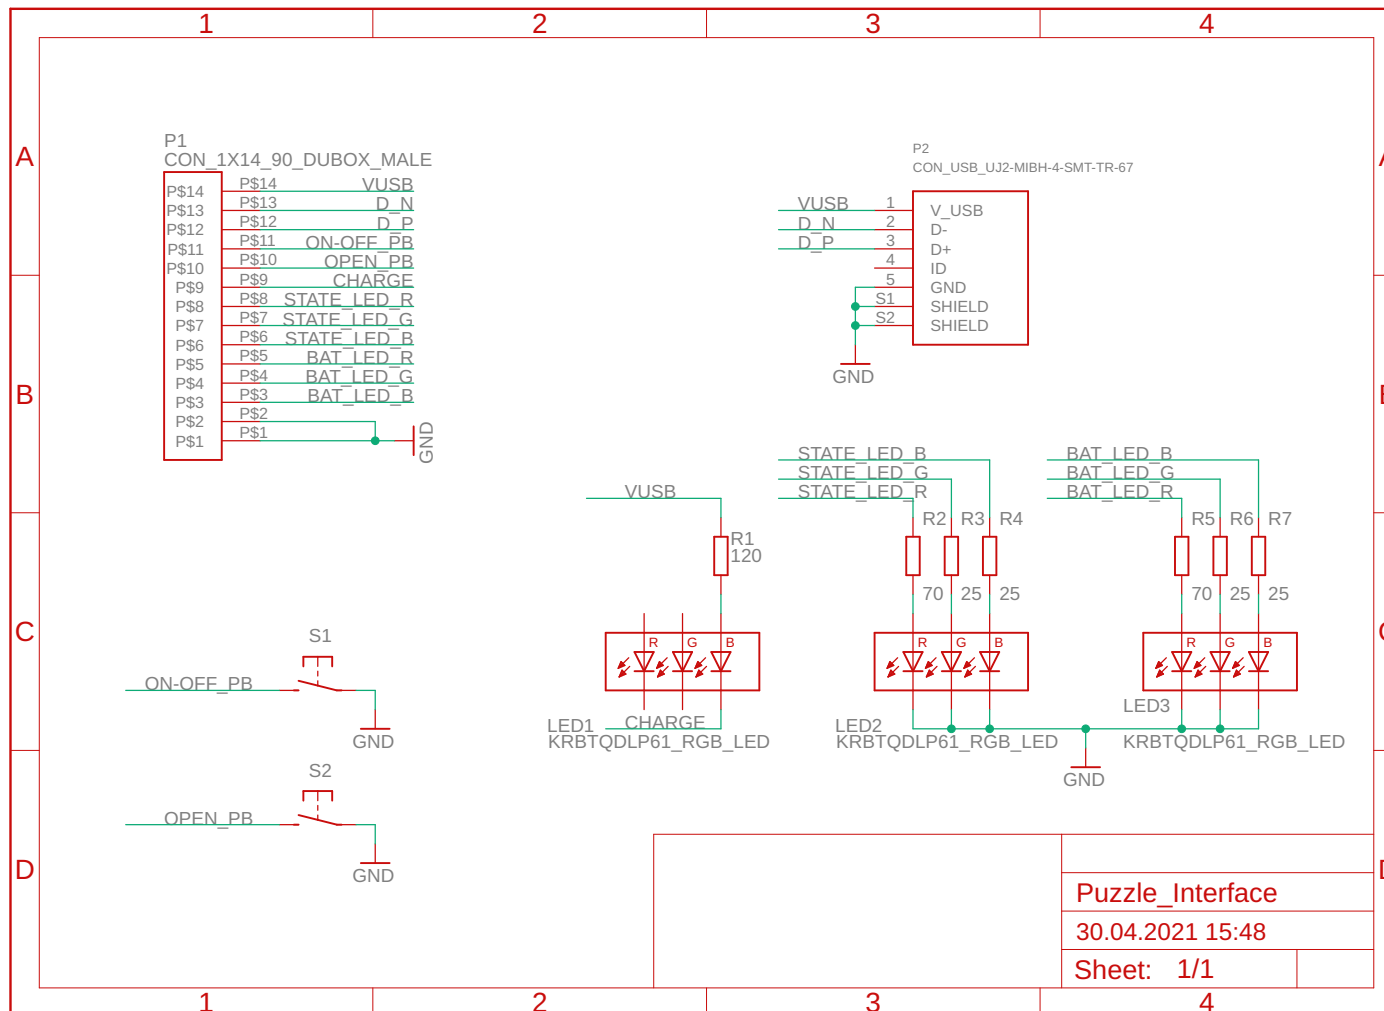 1 2 3 4
A
B
C
D
P1
CON_1X14_90_DUBOX_MALE
P$14 P$14 VUSB
P$13 P$13 D_N
P$12 P$12 D_P
P$11 P$11 ON-OFF_PB
P$10 P$10 OPEN_PB
P$9 P$9 CHARGE
P$8 P$8 STATE_LED_R
P$7 P$7 STATE_LED_G
P$6 P$6 STATE_LED_B
P$5 P$5 BAT_LED_R
P$4 P$4 BAT_LED_G
P$3 P$3 BAT_LED_B
P$2 P$2
P$1 P$1
GND
P2
CON_USB_UJ2-MIBH-4-SMT-TR-67
VUSB 1 V_USB
D_N 2 D-
D_P 3 D+
4 ID
5 GND
S1 SHIELD
S2 SHIELD
GND
VUSB
R1
120
R G B
LED1 CHARGE
KRBTQDLP61_RGB_LED
STATE_LED_B
STATE_LED_G
STATE_LED_R
R2 R3 R4
70 25 25
R G B
LED2
KRBTQDLP61_RGB_LED
BAT_LED_B
BAT_LED_G
BAT_LED_R
R5 R6 R7
70 25 25
R G B
LED3
KRBTQDLP61_RGB_LED
GND
S1
ON-OFF_PB
GND
S2
OPEN_PB
GND
Puzzle_Interface
30.04.2021 15:48
Sheet: 1/1
1 2 3 4